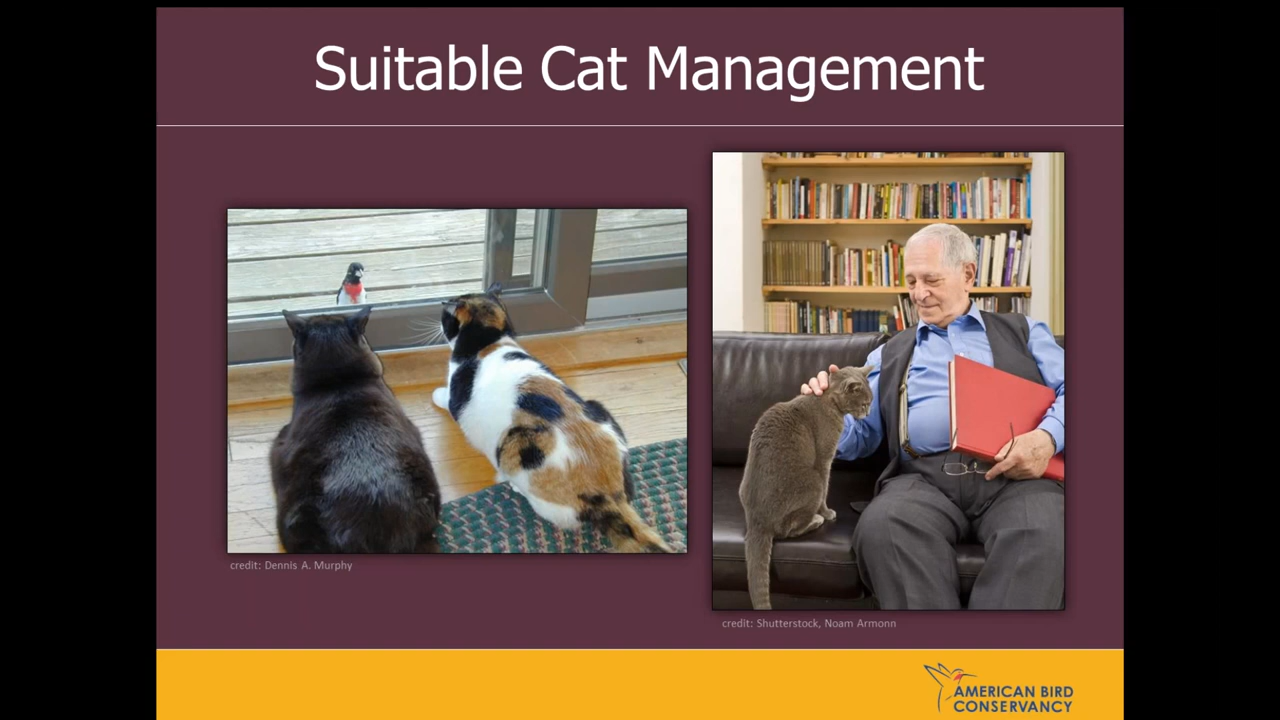 Suitable Cat Management
credit: Dennis A. Murphy
credit: Shutterstock, Noam Armonn
AMERICAN BIRD
CONSERVANCY